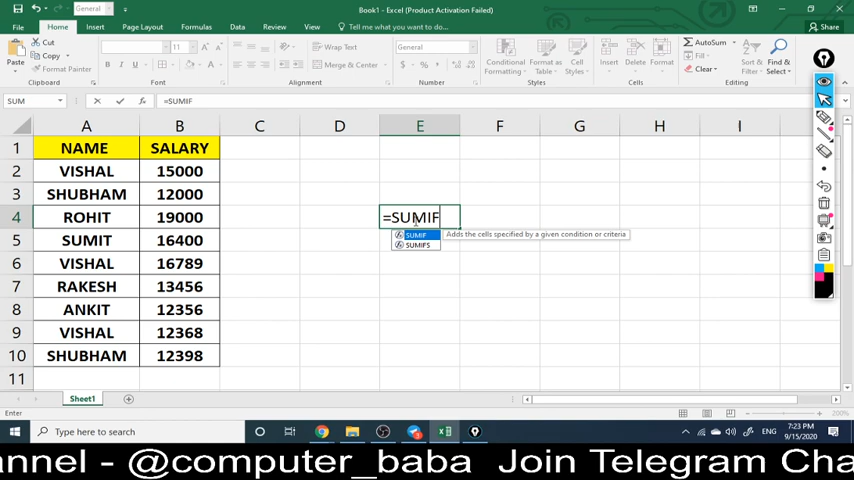 Book1 - Excel (Product Activation Failed)
General
File Home Insert Page Layout Formulas Data Review View Tell me what you want to do... Share
Paste Cut Copy Format Painter
Wrap Text
Merge & Center
General
Conditional Formatting Format as Table Cell Styles
Insert Delete Format
AutoSum Fill Clear
Sort & Filter Find & Select
Clipboard Font Alignment Number Styles Cells Editing
SUM =SUMIF
A B C D E F G H I
1 NAME SALARY
2 VISHAL 15000
3 SHUBHAM 12000
4 ROHIT 19000 =SUMIF
5 SUMIT 16400 SUMIF Adds the cells specified by a given condition or criteria
SUMIFS
6 VISHAL 16789
7 RAKESH 13456
8 ANKIT 12356
9 VISHAL 12368
10 SHUBHAM 12398
11
Sheet1
Enter 200%
Type here to search ENG 7:23 PM
9/15/2020
annel - @computer_baba Join Telegram Cha